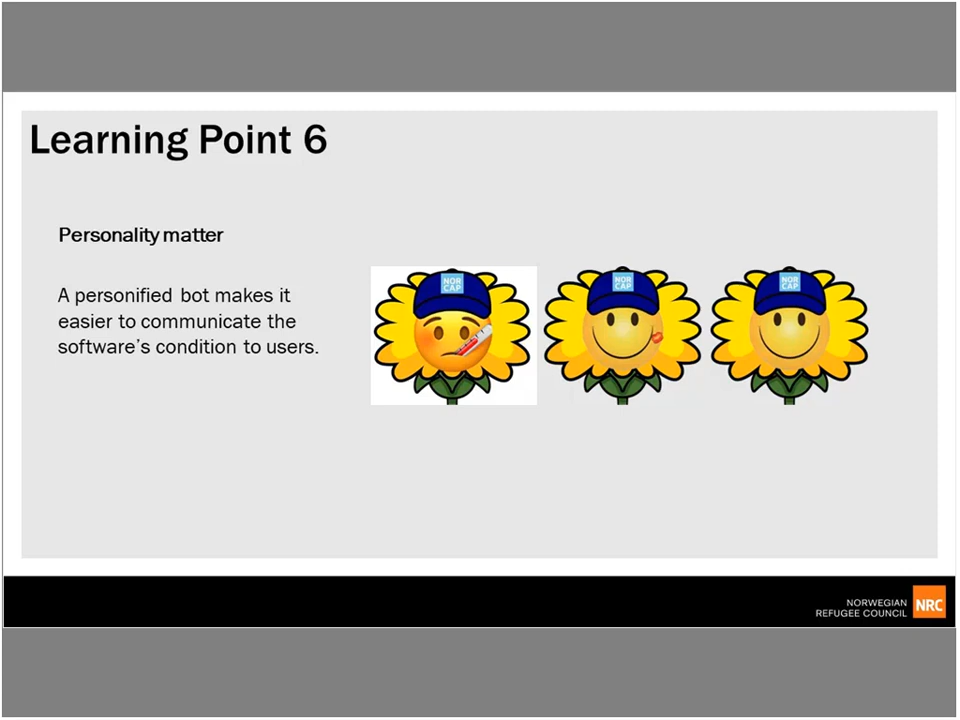 Learning Point 6
Personality matter
A personified bot makes it
easier to communicate the
software's condition to users.
NOR
CAP
NOR
CAP
NOR
CAP
NORWEGIAN
REFUGEE COUNCIL
NRC